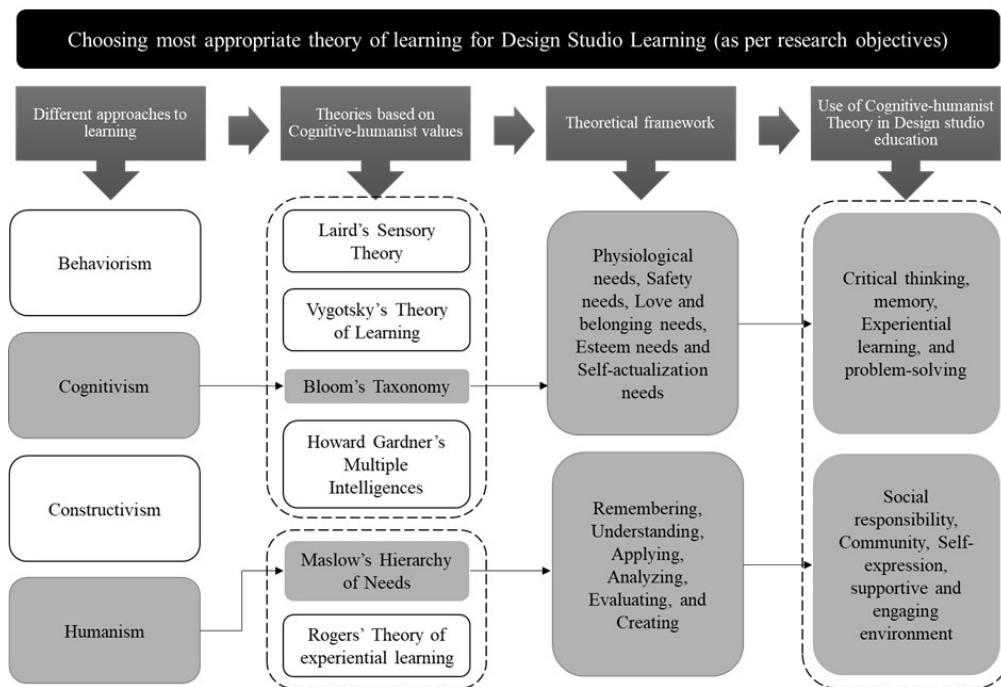 Choosing most appropriate theory of learning for Design Studio Learning (as per research objectives)
Different approaches to
learning
Theories based on
Cognitive-humanist values
Theoretical framework
Use of Cognitive-humanist
Theory in Design studio
education
Behaviorism
Cognitivism
Constructivism
Humanism
Laird's Sensory
Theory
Vygotsky's Theory
of Learning
Bloom's Taxonomy
Howard Gardner's
Multiple
Intelligences
Maslow's Hierarchy
of Needs
Rogers' Theory of
experiential learning
Physiological
needs, Safety
needs, Love and
belonging needs,
Esteem needs and
Self-actualization
needs
Remembering,
Understanding,
Applying,
Analyzing,
Evaluating, and
Creating
Critical thinking,
memory,
Experiential
learning, and
problem-solving
Social
responsibility,
Community, Self-
expression,
supportive and
engaging
environment